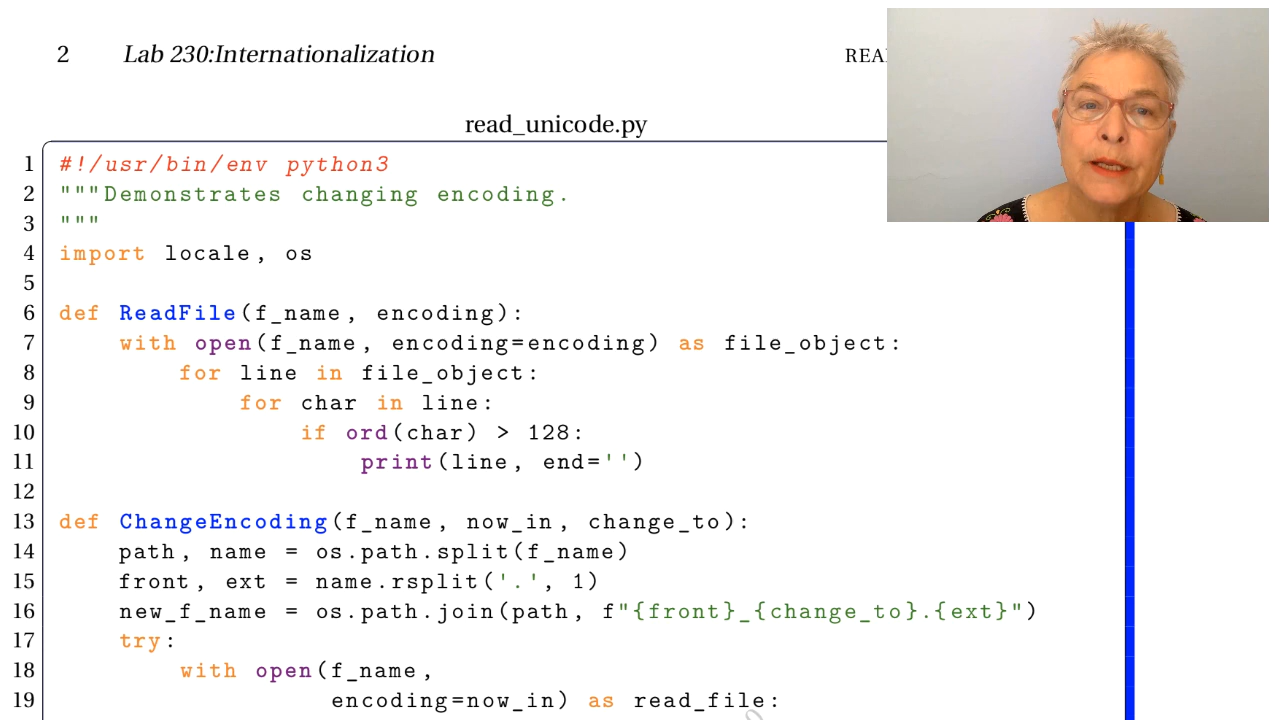 2 Lab 230:Internationalization
read_unicode.py
1 #!/usr/bin/env python3
2 """Demonstrates changing encoding.
3 """
4 import locale, os
5
6 def ReadFile(f_name, encoding):
7     with open(f_name, encoding=encoding) as file_object:
8         for line in file_object:
9             for char in line:
10                 if ord(char) > 128:
11                     print(line, end='')
12
13 def ChangeEncoding(f_name, now_in, change_to):
14     path, name = os.path.split(f_name)
15     front, ext = name.rsplit('.', 1)
16     new_f_name = os.path.join(path, f"{front}_{change_to}.{ext}")
17     try:
18         with open(f_name,
19                   encoding=now_in) as read_file: